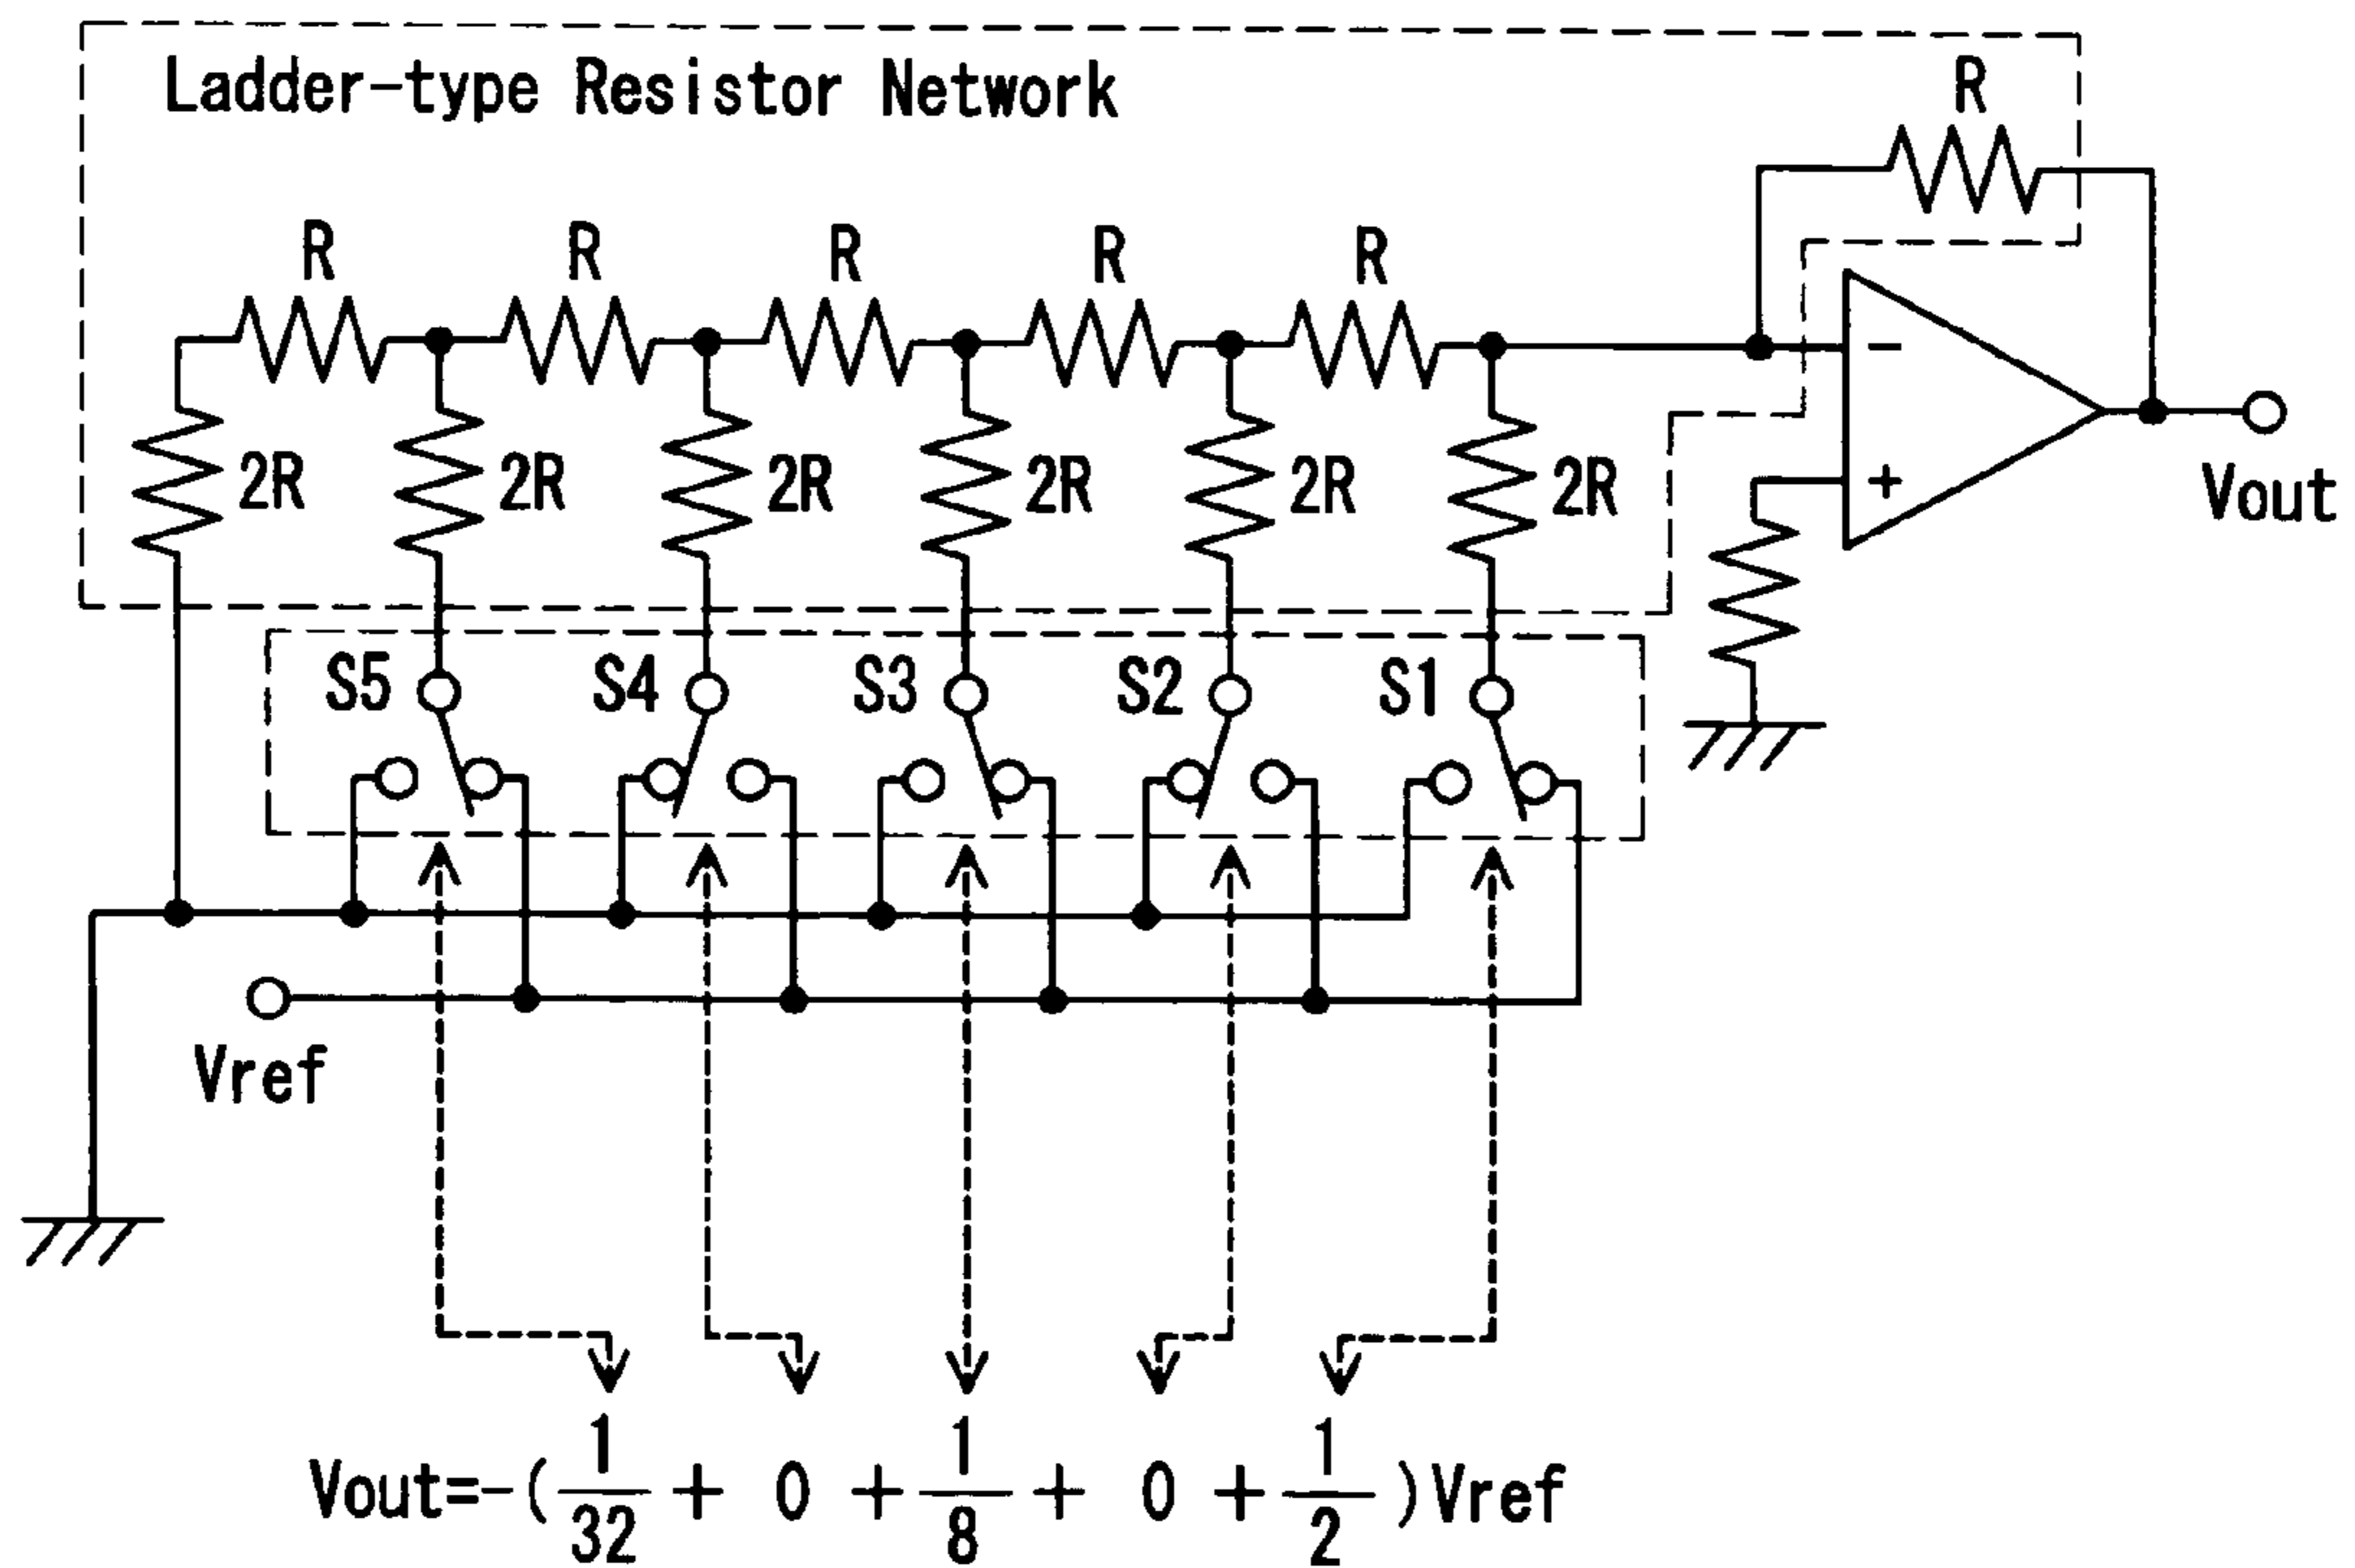 Ladder-type Resistor Network
R
R R R R R
− +
2R 2R 2R 2R 2R 2R
Vout
S5 S4 S3 S2 S1
Vref
Vout=-(1/32 + 0 + 1/8 + 0 + 1/2)Vref